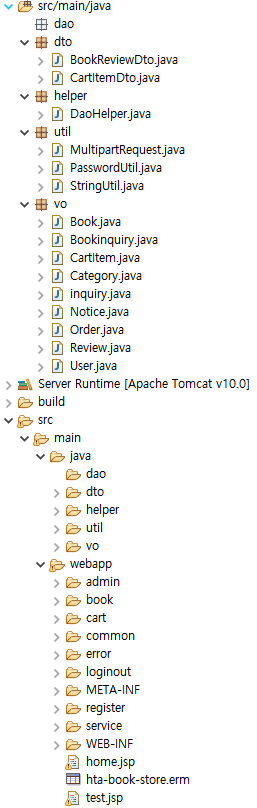 src/main/java
dao
dto
BookReviewDto.java
CartItemDto.java
helper
DaoHelper.java
util
MultipartRequest.java
PasswordUtil.java
StringUtil.java
vo
Book.java
Bookinquiry.java
CartItem.java
Category.java
inquiry.java
Notice.java
Order.java
Review.java
User.java
Server Runtime [Apache Tomcat v10.0]
build
src
main
java
dao
dto
helper
util
vo
webapp
admin
book
cart
common
error
loginout
META-INF
register
service
WEB-INF
home.jsp
hta-book-store.erm
test.jsp